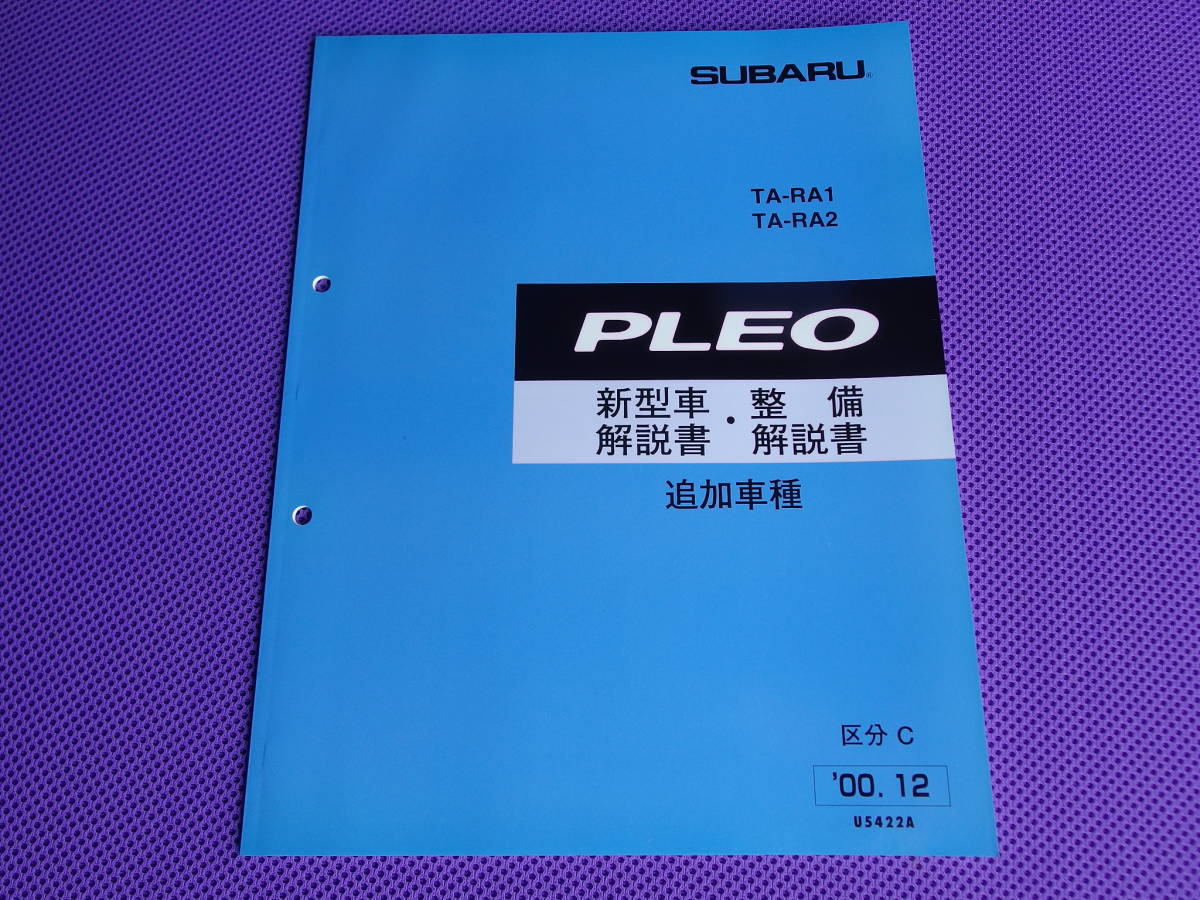 SUBARU®
TA-RA1
TA-RA2
PLEO
新型車解説書・整備解説書
追加車種
区分 C
'00. 12
U5422A